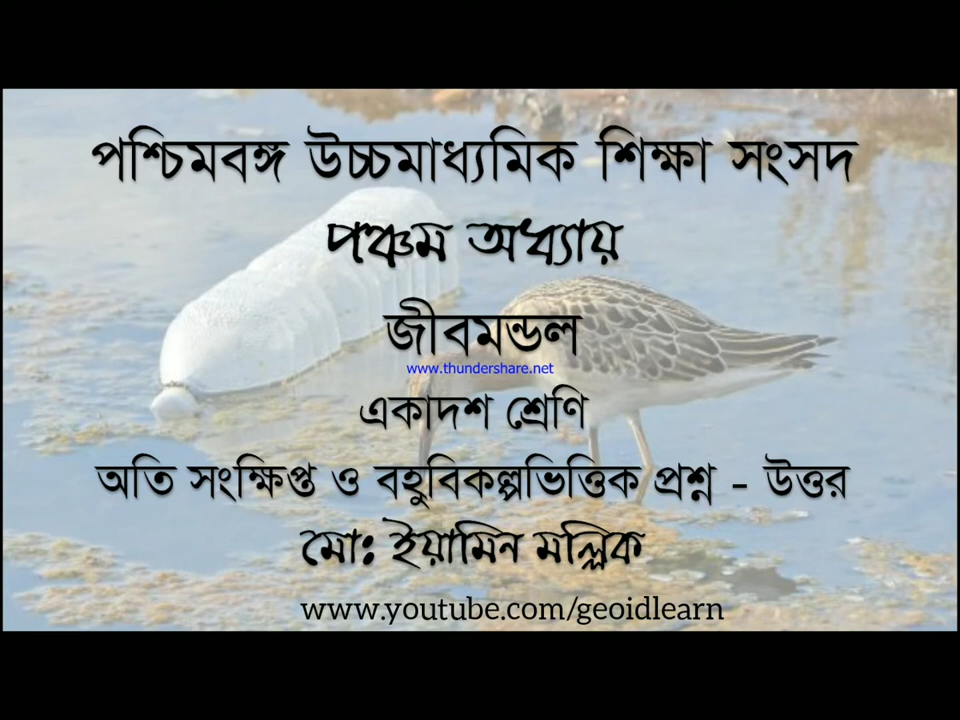 পশ্চিমবঙ্গ উচ্চমাধ্যমিক শিক্ষা সংসদ
পঞ্চম অধ্যায়
জীবমন্ডল
www.thundershare.net
একাদশ শ্রেণি
অতি সংক্ষিপ্ত ও বহুবিকল্পভিত্তিক প্রশ্ন - উত্তর
মো: ইয়ামিন মল্লিক
www.youtube.com/geoidlearn